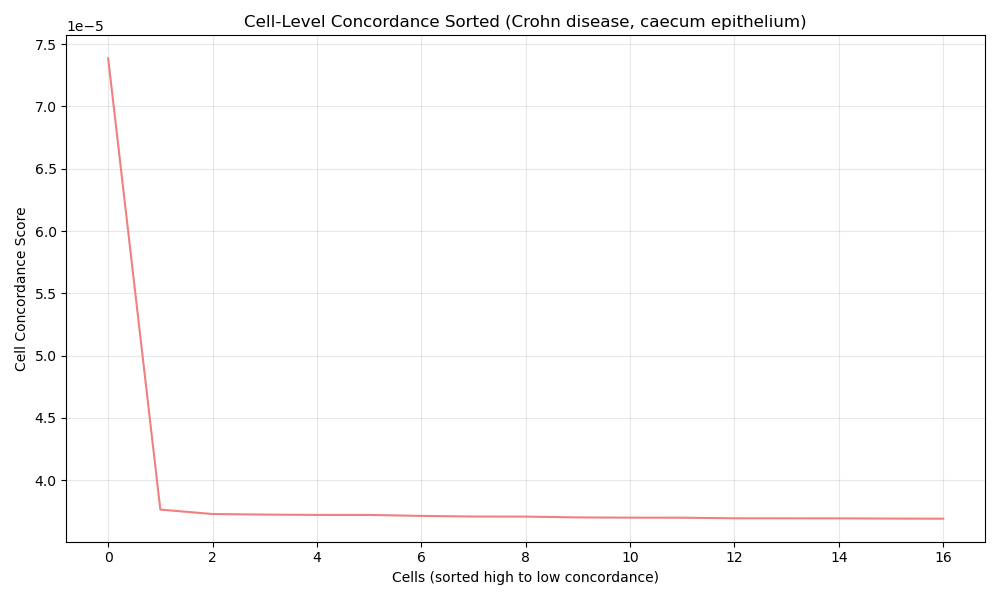 Cell-Level Concordance Sorted (Crohn disease, caecum epithelium)
1e−5
7.5
7.0
6.5
6.0
5.5
5.0
4.5
4.0
Cell Concordance Score
0 2 4 6 8 10 12 14 16
Cells (sorted high to low concordance)